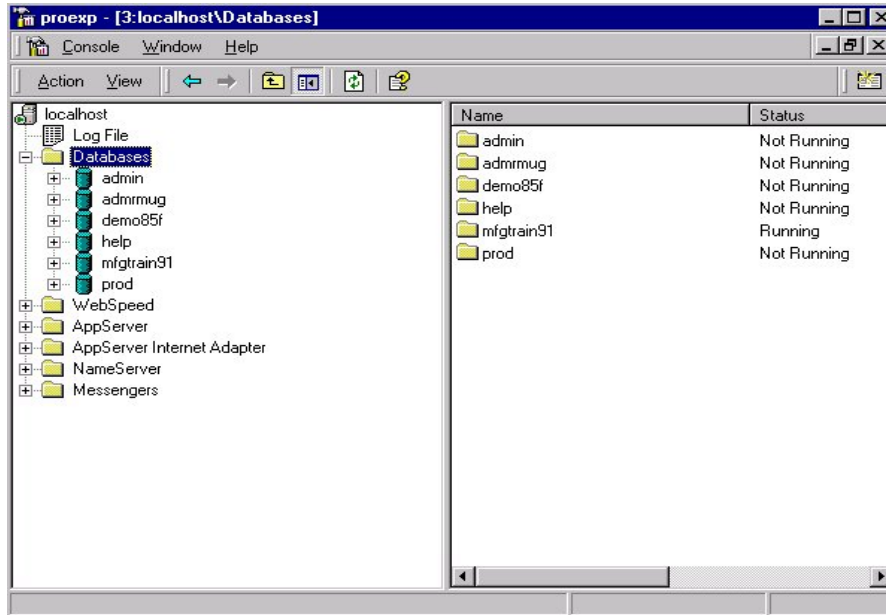 proexp - [3:localhost\Databases]
Console Window Help
Action View
localhost
Log File
Databases
admin
admrmug
demo85f
help
mfgtrain91
prod
WebSpeed
AppServer
AppServer Internet Adapter
NameServer
Messengers
Name Status
admin Not Running
admrmug Not Running
demo85f Not Running
help Not Running
mfgtrain91 Running
prod Not Running